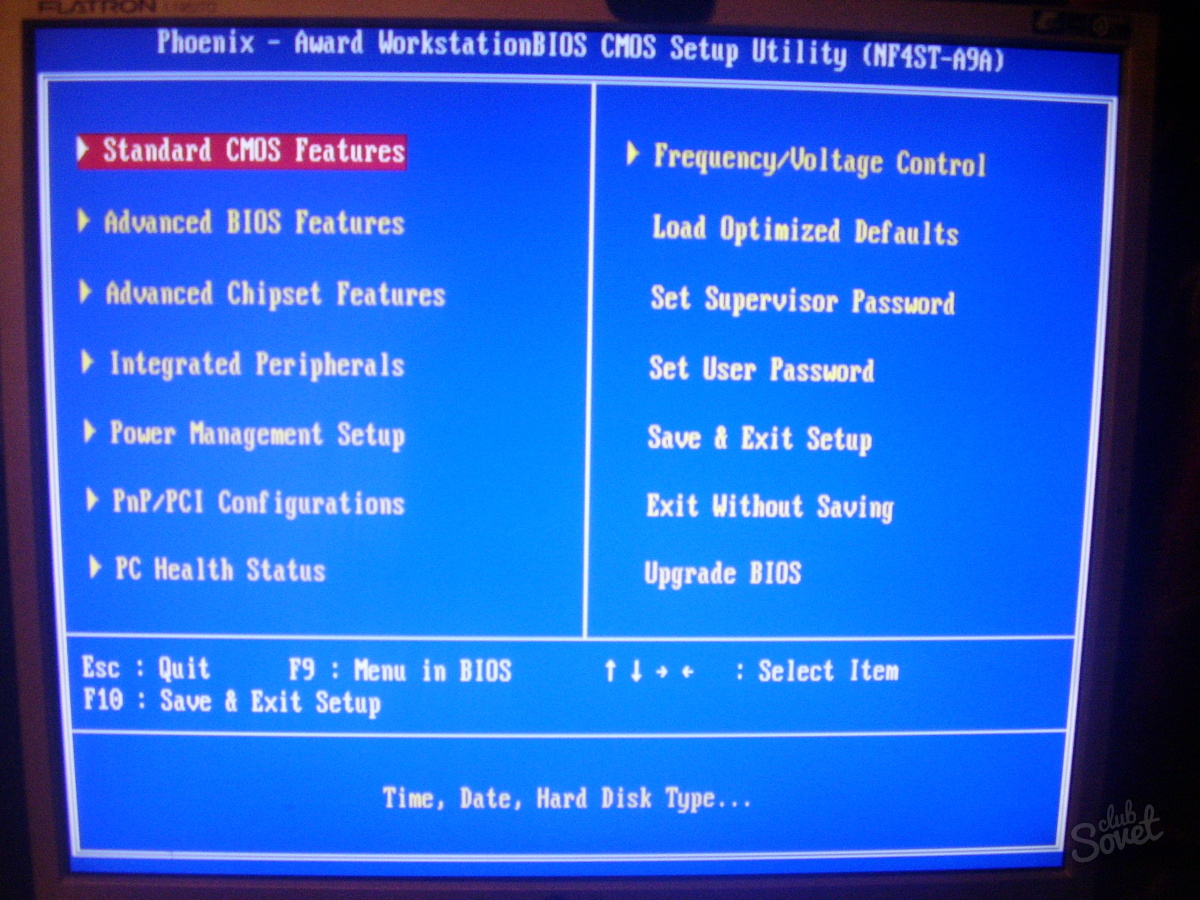 FLATRON
Phoenix - Award WorkstationBIOS CMOS Setup Utility (NF4ST-A9A)
Standard CMOS Features
Advanced BIOS Features
Advanced Chipset Features
Integrated Peripherals
Power Management Setup
PnP/PCI Configurations
PC Health Status
Frequency/Voltage Control
Load Optimized Defaults
Set Supervisor Password
Set User Password
Save & Exit Setup
Exit Without Saving
Upgrade BIOS
Esc : Quit F9 : Menu in BIOS ↑ ↓ → ← : Select Item
F10 : Save & Exit Setup
Time, Date, Hard Disk Type...
club
Sovet